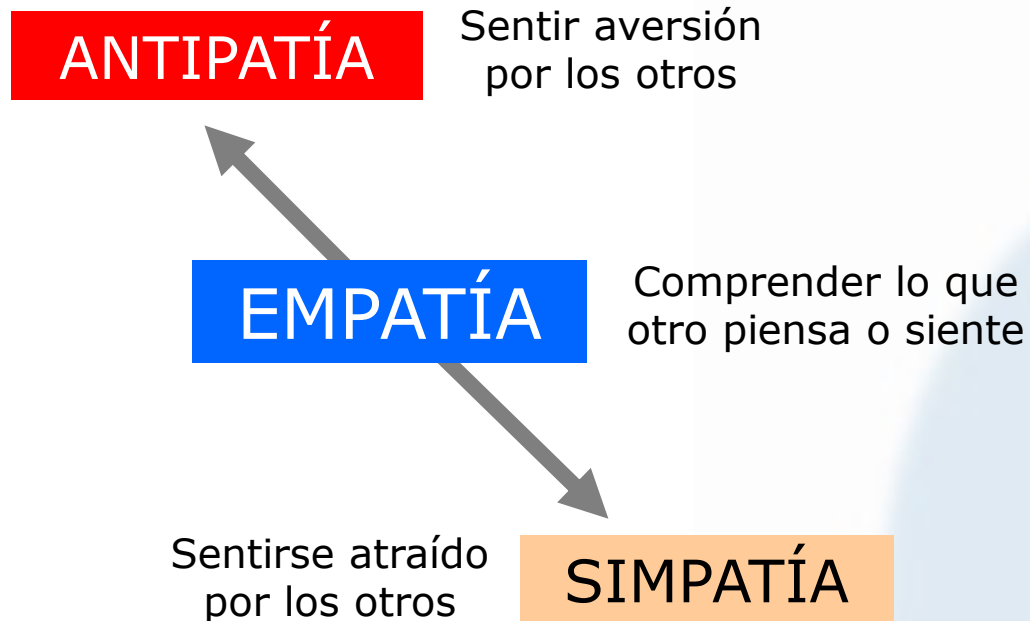 ANTIPATÍA
Sentir aversión
por los otros
EMPATÍA
Comprender lo que
otro piensa o siente
Sentirse atraído
por los otros
SIMPATÍA